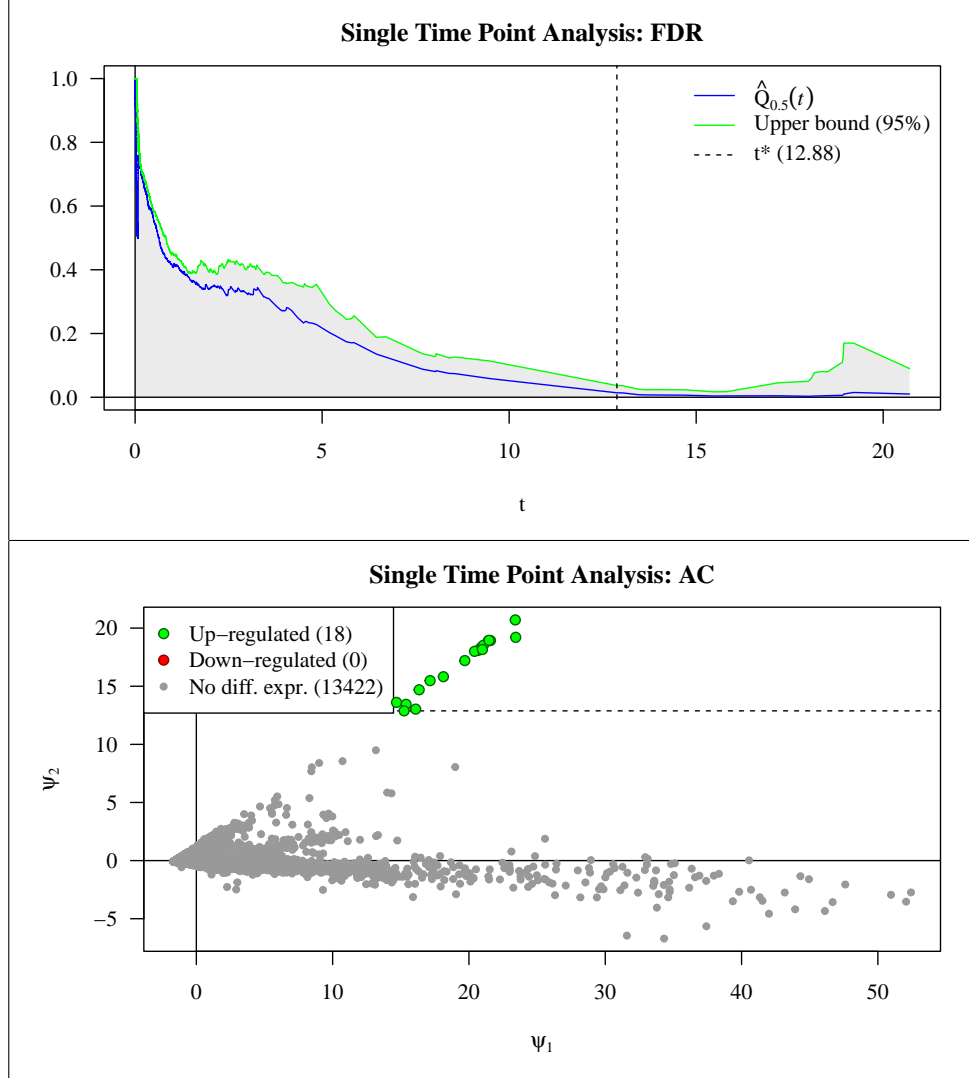 Single Time Point Analysis: FDR
1.0
0.8
0.6
0.4
0.2
0.0
Q̂0.5(t)
Upper bound (95%)
t* (12.88)
0 5 10 15 20
t
Single Time Point Analysis: AC
Up−regulated (18)
Down−regulated (0)
No diff. expr. (13422)
20
15
10
5
0
−5
ψ2
0 10 20 30 40 50
ψ1